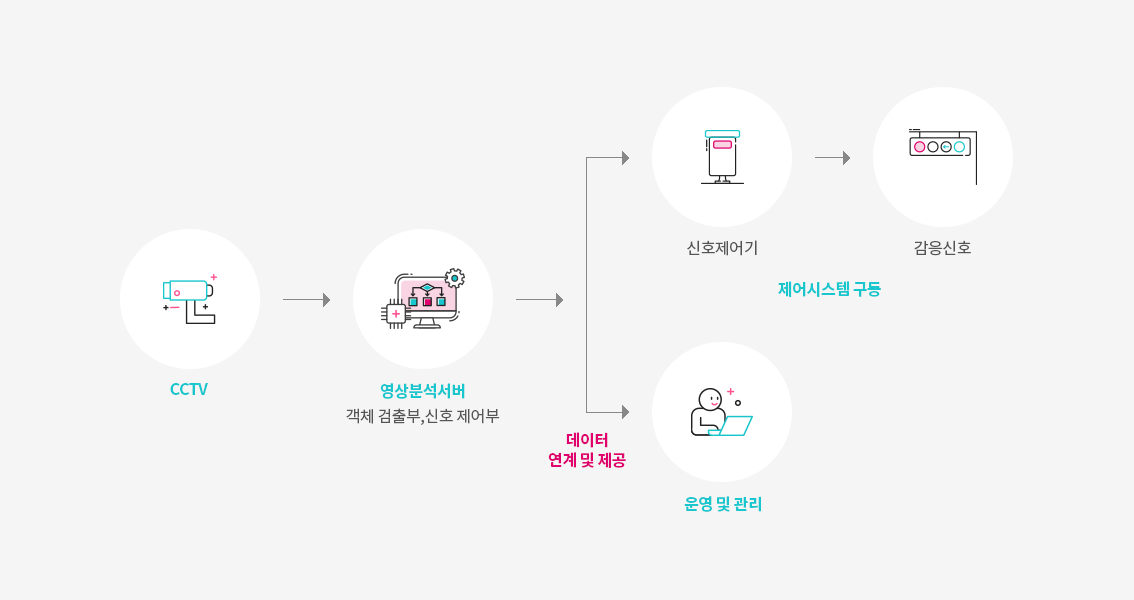 CCTV
영상분석서버
객체 검출부,신호 제어부
데이터
연계 및 제공
신호제어기
감응신호
제어시스템 구동
운영 및 관리